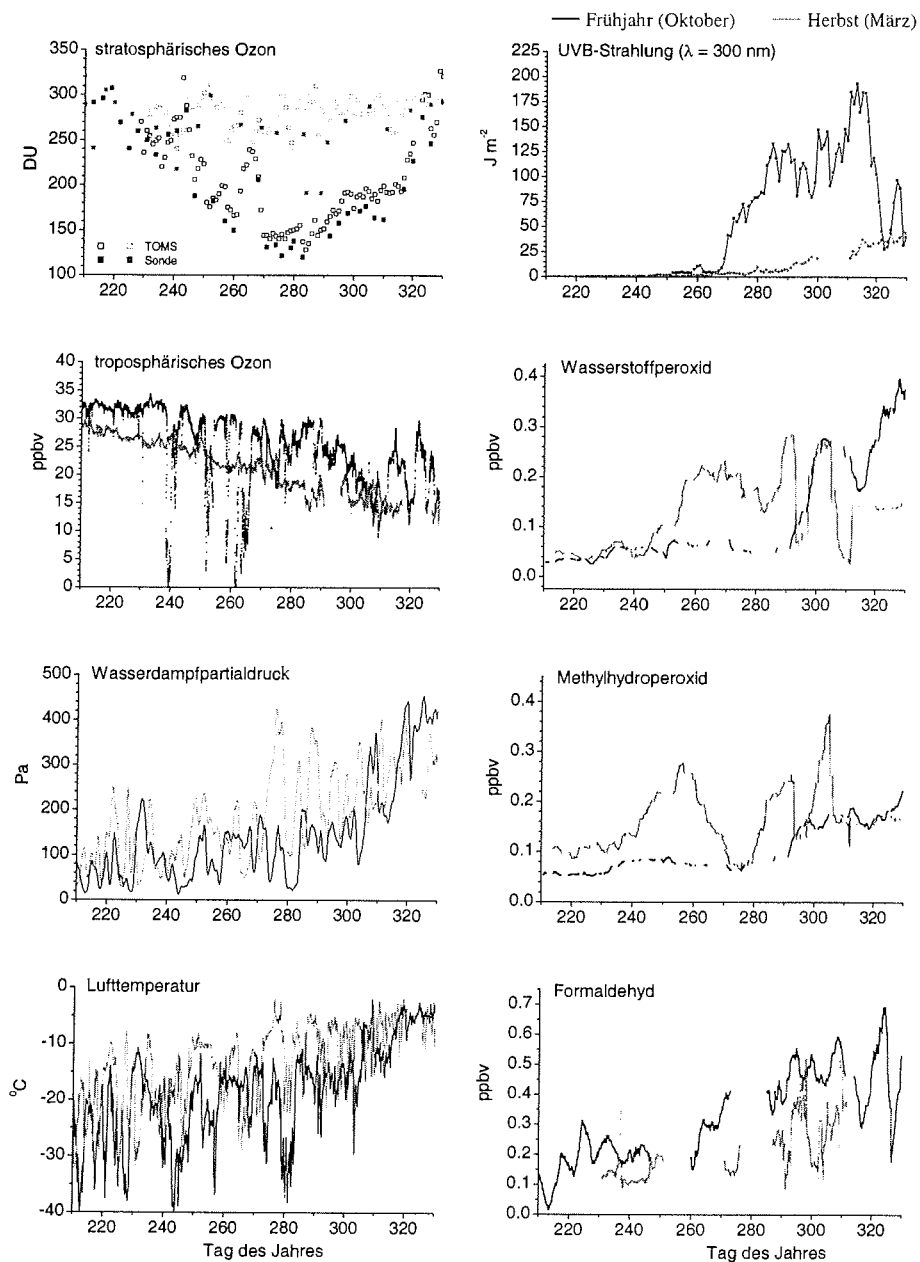 Frühjahr (Oktober) Herbst (März)
stratosphärisches Ozon
350
300
250
200
150
100
DU
TOMS
Sonde
220 240 260 280 300 320
UVB-Strahlung (λ = 300 nm)
225
200
175
150
125
100
75
50
25
0
J m⁻²
220 240 260 280 300 320
troposphärisches Ozon
40
35
30
25
20
15
10
5
0
ppbv
220 240 260 280 300 320
Wasserstoffperoxid
0.4
0.3
0.2
0.1
0.0
ppbv
220 240 260 280 300 320
Wasserdampfpartialdruck
500
400
300
200
100
0
Pa
220 240 260 280 300 320
Methylhydroperoxid
0.4
0.3
0.2
0.1
0.0
ppbv
220 240 260 280 300 320
Lufttemperatur
0
-10
-20
-30
-40
°C
220 240 260 280 300 320
Tag des Jahres
Formaldehyd
0.7
0.6
0.5
0.4
0.3
0.2
0.1
0.0
ppbv
220 240 260 280 300 320
Tag des Jahres